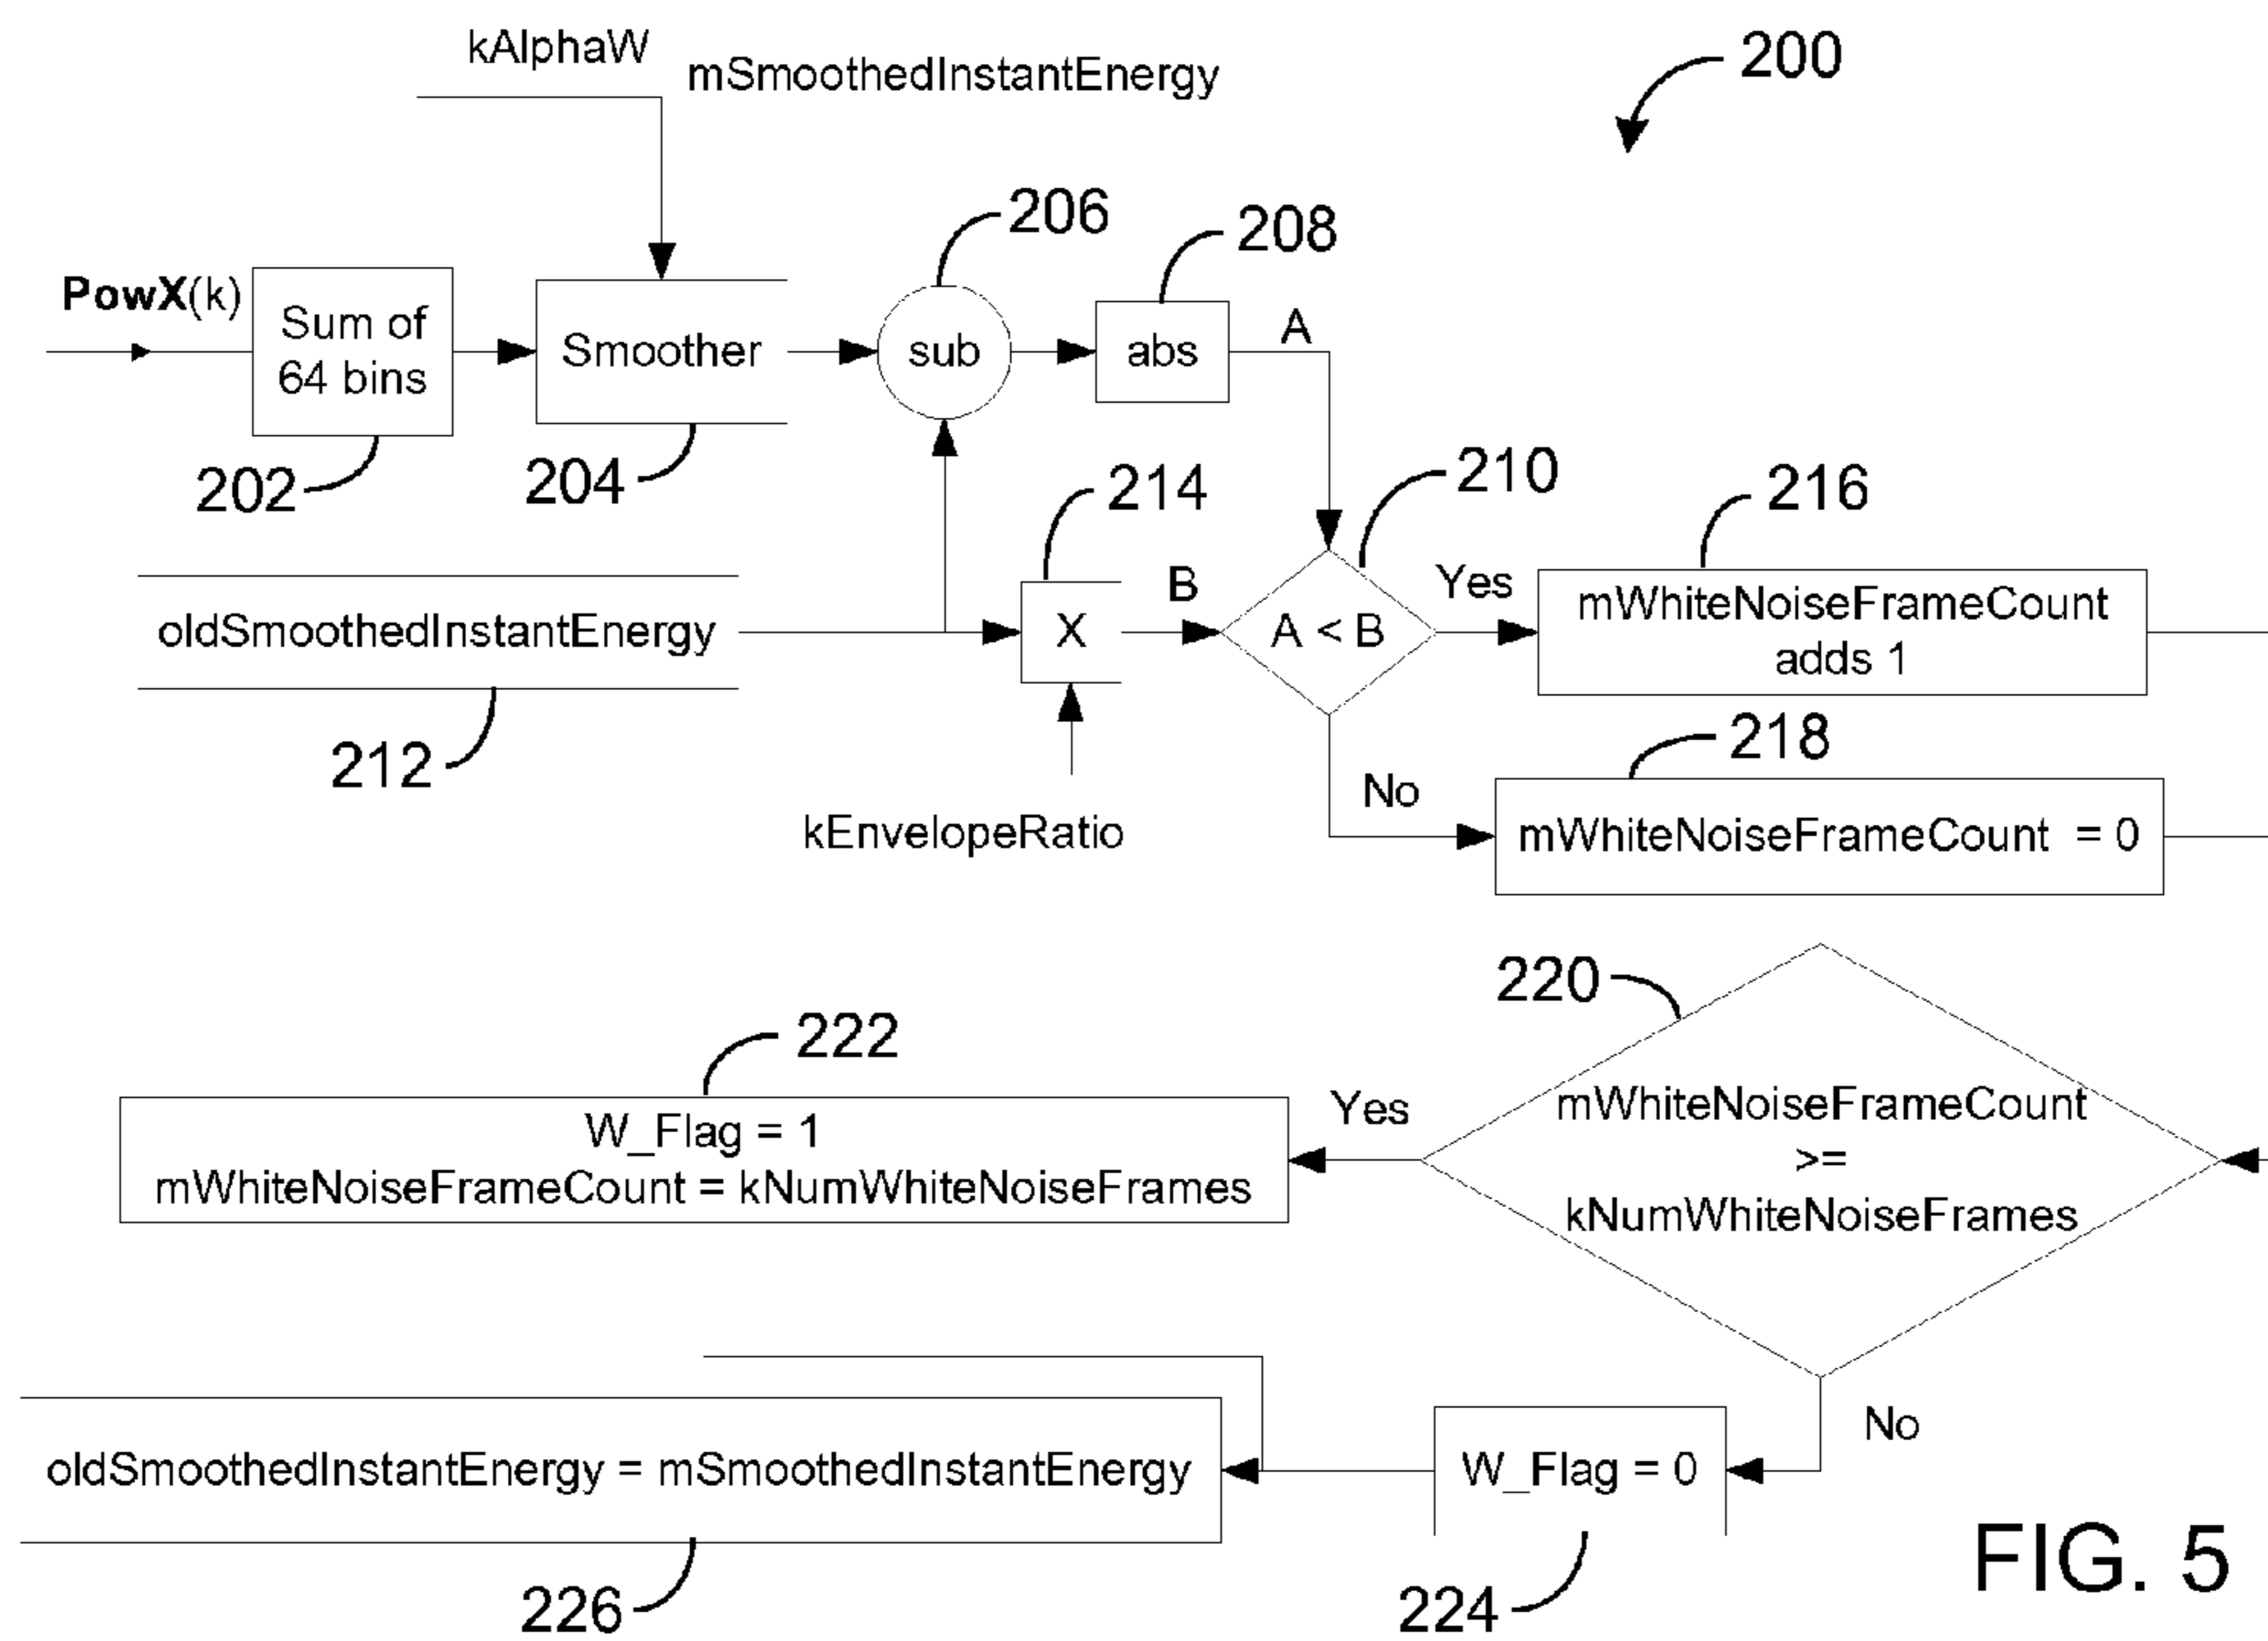 kAlphaW
mSmoothedInstantEnergy
200
206
208
PowX(k)
Sum of
64 bins
Smoother
sub
abs
A
202
204
214
210
216
oldSmoothedInstantEnergy
X
B
A < B
Yes
mWhiteNoiseFrameCount
adds 1
212
218
kEnvelopeRatio
No
mWhiteNoiseFrameCount = 0
220
222
W_Flag = 1
mWhiteNoiseFrameCount = kNumWhiteNoiseFrames
Yes
mWhiteNoiseFrameCount
>=
kNumWhiteNoiseFrames
No
oldSmoothedInstantEnergy = mSmoothedInstantEnergy
W_Flag = 0
226
224
FIG. 5